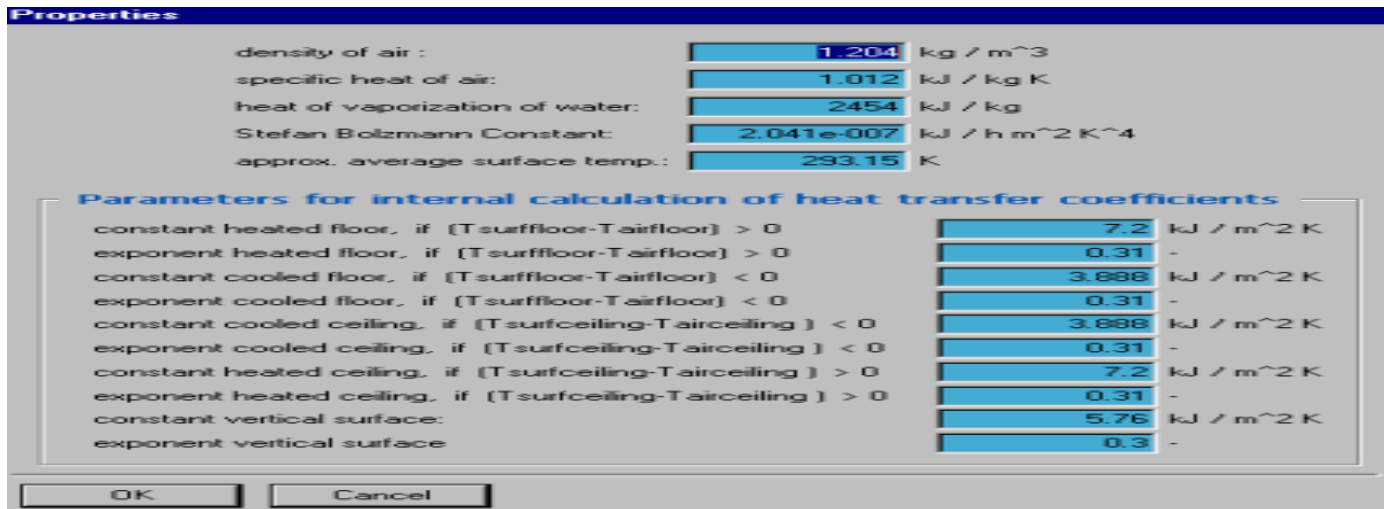 Properties
density of air : 1.204 kg / m^3
specific heat of air: 1.012 kJ / kg K
heat of vaporization of water: 2454 kJ / kg
Stefan Bolzmann Constant: 2.041e-007 kJ / h m^2 K^4
approx. average surface temp.: 293.15 K
Parameters for internal calculation of heat transfer coefficients
constant heated floor, if (Tsurffloor-Tairfloor) > 0 7.2 kJ / m^2 K
exponent heated floor, if (Tsurffloor-Tairfloor) > 0 0.31 -
constant cooled floor, if (Tsurffloor-Tairfloor) < 0 3.888 kJ / m^2 K
exponent cooled floor, if (Tsurffloor-Tairfloor) < 0 0.31 -
constant cooled ceiling, if (Tsurfceiling-Tairceiling ) < 0 3.888 kJ / m^2 K
exponent cooled ceiling, if (Tsurfceiling-Tairceiling ) < 0 0.31 -
constant heated ceiling, if (Tsurfceiling-Tairceiling ) > 0 7.2 kJ / m^2 K
exponent heated ceiling, if (Tsurfceiling-Tairceiling ) > 0 0.31 -
constant vertical surface: 5.76 kJ / m^2 K
exponent vertical surface 0.3 -
OK Cancel